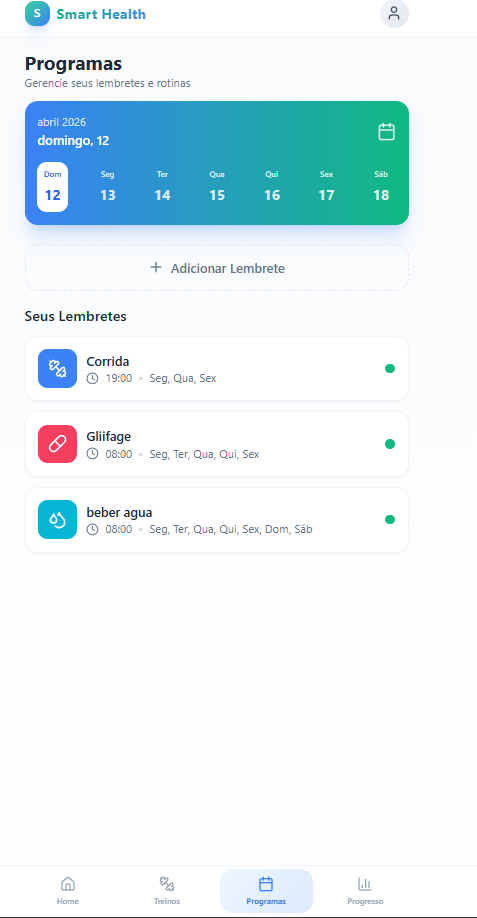 S Smart Health
Programas
Gerencie seus lembretes e rotinas
abril 2026
domingo, 12
Dom Seg Ter Qua Qui Sex Sáb
12 13 14 15 16 17 18
Adicionar Lembrete
Seus Lembretes
Corrida
19:00 • Seg, Qua, Sex
Gliifage
08:00 • Seg, Ter, Qua, Qui, Sex
beber agua
08:00 • Seg, Ter, Qua, Qui, Sex, Dom, Sáb
Home Treinos Programas Progresso